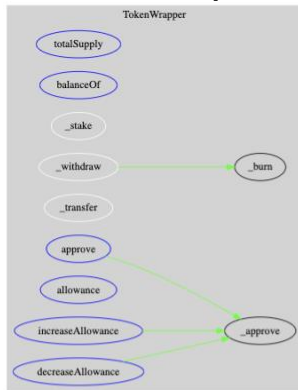 TokenWrapper
totalSupply
balanceOf
_stake
_withdraw
_burn
_transfer
approve
allowance
increaseAllowance
_approve
decreaseAllowance